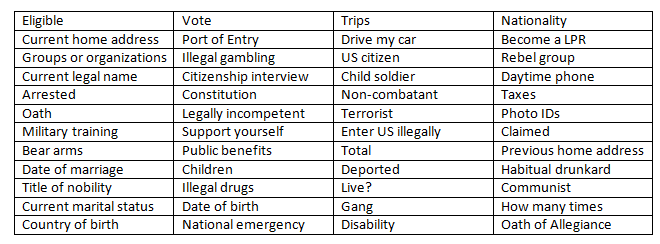 Eligible Vote Trips Nationality
Current home address Port of Entry Drive my car Become a LPR
Groups or organizations Illegal gambling US citizen Rebel group
Current legal name Citizenship interview Child soldier Daytime phone
Arrested Constitution Non-combatant Taxes
Oath Legally incompetent Terrorist Photo IDs
Military training Support yourself Enter US illegally Claimed
Bear arms Public benefits Total Previous home address
Date of marriage Children Deported Habitual drunkard
Title of nobility Illegal drugs Live? Communist
Current marital status Date of birth Gang How many times
Country of birth National emergency Disability Oath of Allegiance